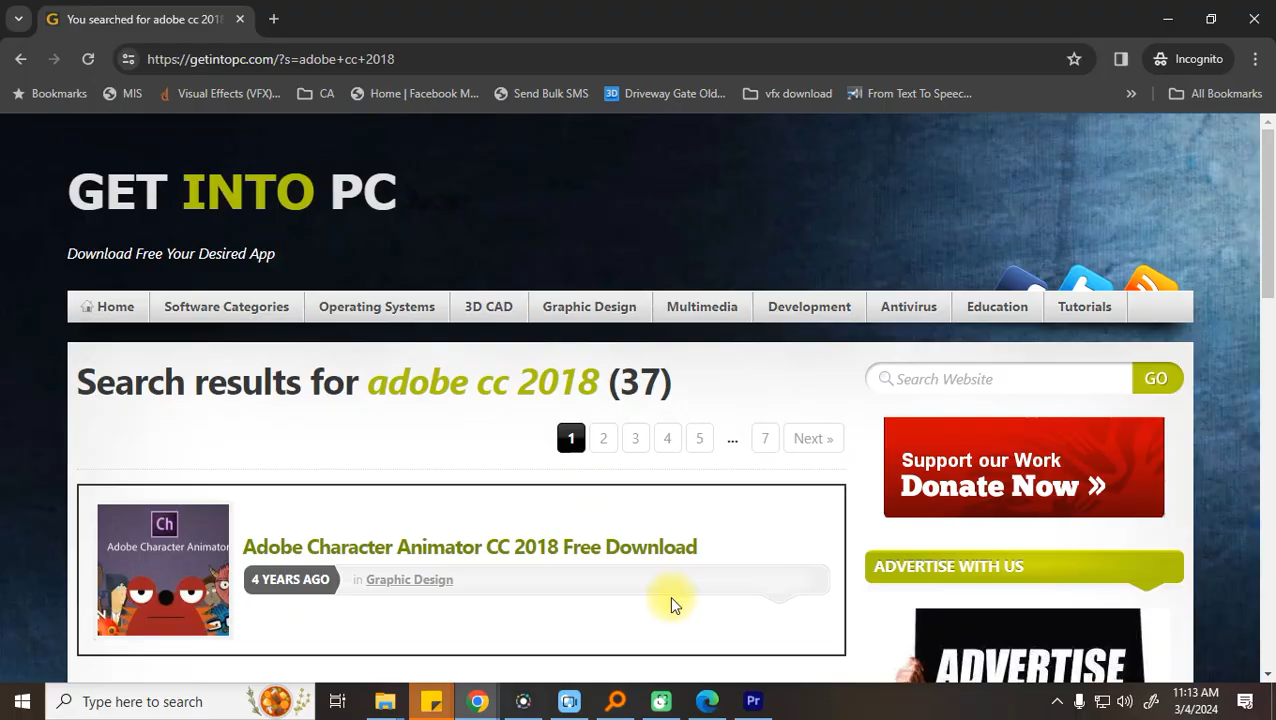 You searched for adobe cc 2018
https://getintopc.com/?s=adobe+cc+2018
Incognito
Bookmarks
MIS
Visual Effects (VFX)...
CA
Home | Facebook M...
Send Bulk SMS
Driveway Gate Old...
vfx download
From Text To Speec...
»
All Bookmarks
GET INTO PC
Download Free Your Desired App
Home
Software Categories
Operating Systems
3D CAD
Graphic Design
Multimedia
Development
Antivirus
Education
Tutorials
Search results for adobe cc 2018 (37)
Search Website
GO
1 2 3 4 5 ... 7 Next »
Support our Work
Donate Now »
Ch
Adobe Character Animator
Adobe Character Animator CC 2018 Free Download
4 YEARS AGO in Graphic Design
ADVERTISE WITH US
ADVERTISE
Type here to search
Pr
11:13 AM
3/4/2024